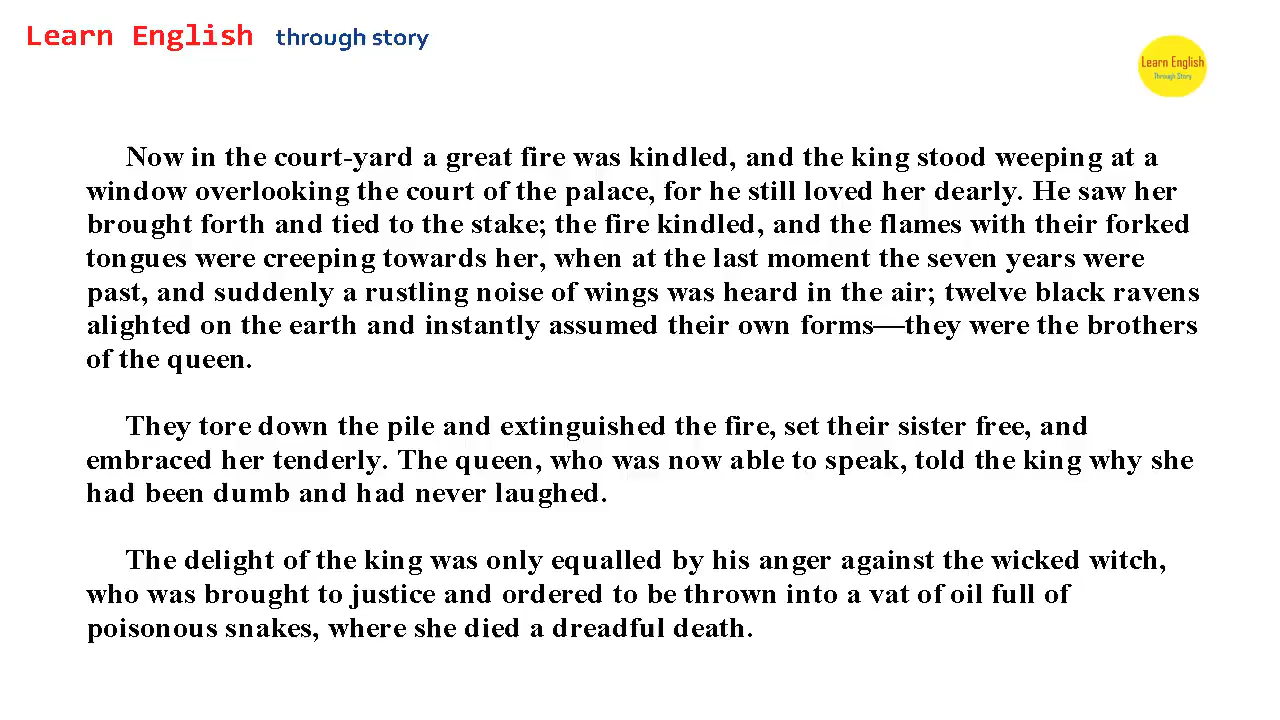 Learn English through story
Learn English
Through Story
Now in the court-yard a great fire was kindled, and the king stood weeping at a
window overlooking the court of the palace, for he still loved her dearly. He saw her
brought forth and tied to the stake; the fire kindled, and the flames with their forked
tongues were creeping towards her, when at the last moment the seven years were
past, and suddenly a rustling noise of wings was heard in the air; twelve black ravens
alighted on the earth and instantly assumed their own forms—they were the brothers
of the queen.
They tore down the pile and extinguished the fire, set their sister free, and
embraced her tenderly. The queen, who was now able to speak, told the king why she
had been dumb and had never laughed.
The delight of the king was only equalled by his anger against the wicked witch,
who was brought to justice and ordered to be thrown into a vat of oil full of
poisonous snakes, where she died a dreadful death.